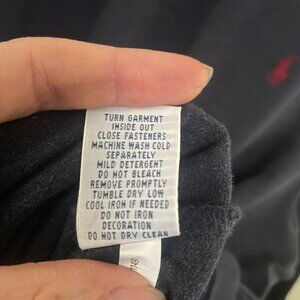 TURN GARMENT
INSIDE OUT
CLOSE FASTENERS
MACHINE WASH COLD
SEPARATELY
MILD DETERGENT
DO NOT BLEACH
REMOVE PROMPTLY
TUMBLE DRY LOW
COOL IRON IF NEEDED
DO NOT IRON
DECORATION
DO NOT DRY CLEAN